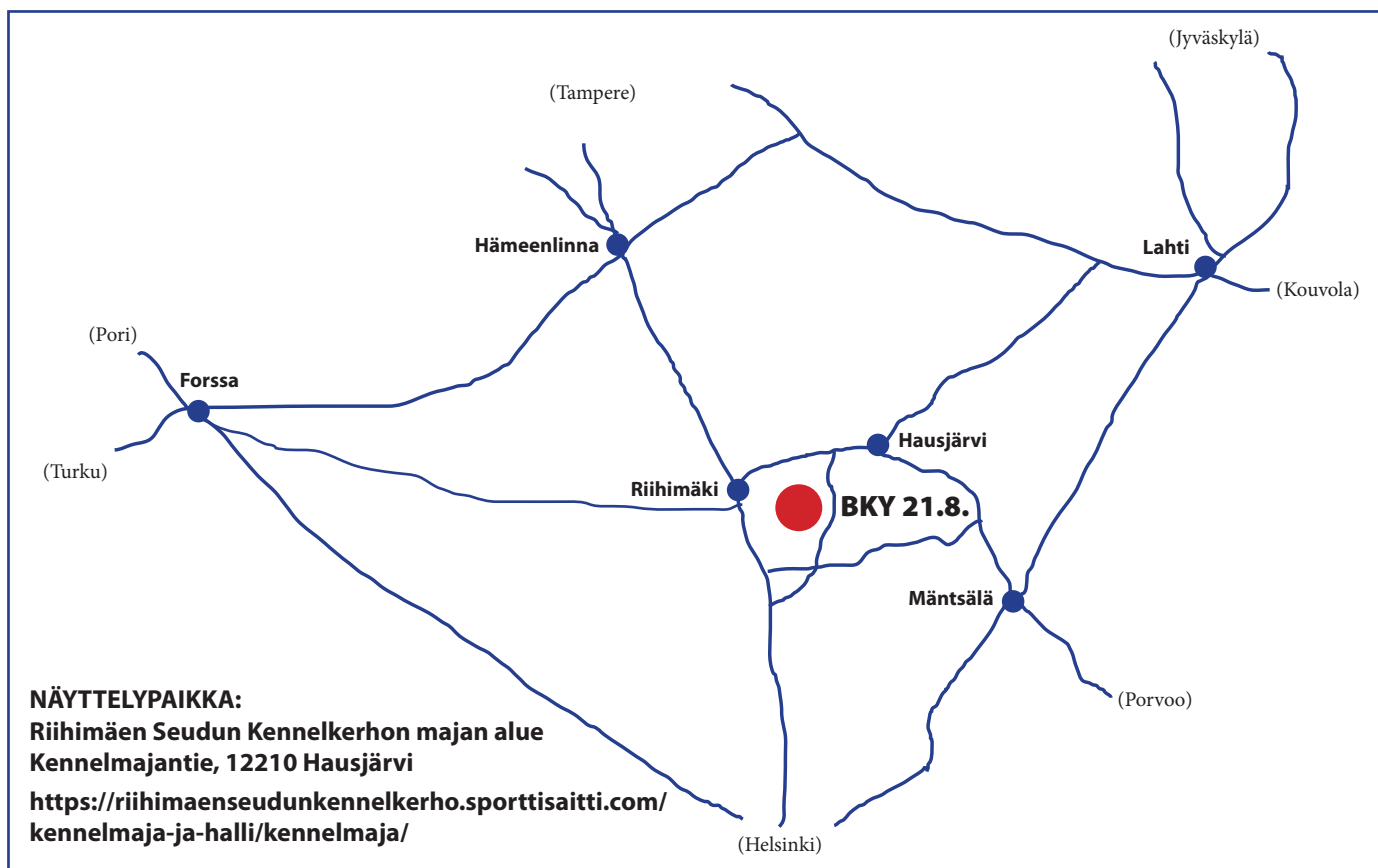 (Jyväskylä)
(Tampere)
Hämeenlinna
Lahti
(Kouvola)
(Pori)
Forssa
(Turku)
Hausjärvi
Riihimäki
BKY 21.8.
Mäntsälä
(Porvoo)
NÄYTTELYPAIKKA:
Riihimäen Seudun Kennelkerhon majan alue
Kennelmajantie, 12210 Hausjärvi
https://riihimaenseudunkennelkerho.sporttisaitti.com/
kennelmaja-ja-halli/kennelmaja/
(Helsinki)